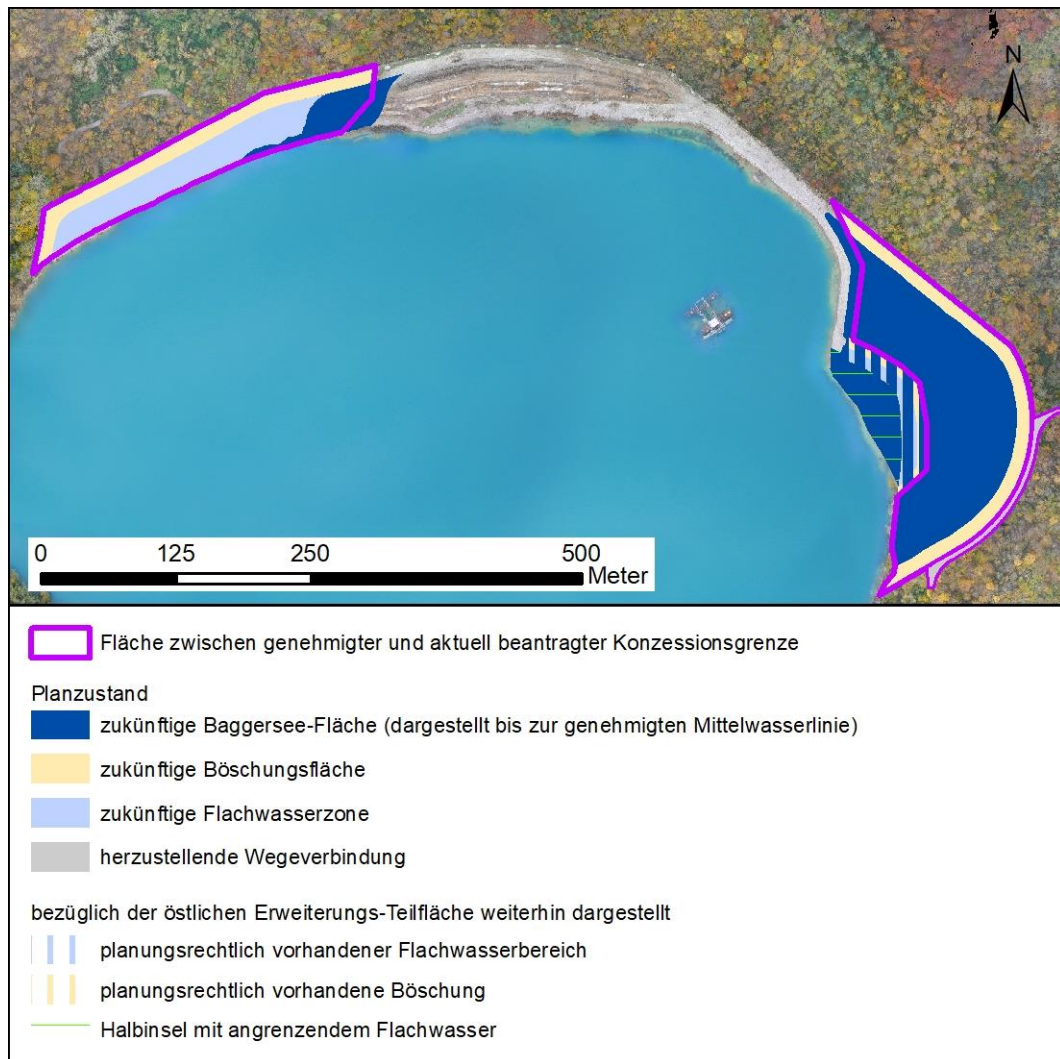 N
0 125 250 500
Meter
Fläche zwischen genehmigter und aktuell beantragter Konzessionsgrenze
Planzustand
zukünftige Baggersee-Fläche (dargestellt bis zur genehmigten Mittelwasserlinie)
zukünftige Böschungsfläche
zukünftige Flachwasserzone
herzustellende Wegeverbindung
bezüglich der östlichen Erweiterungs-Teilfläche weiterhin dargestellt
planungsrechtlich vorhandener Flachwasserbereich
planungsrechtlich vorhandene Böschung
Halbinsel mit angrenzendem Flachwasser